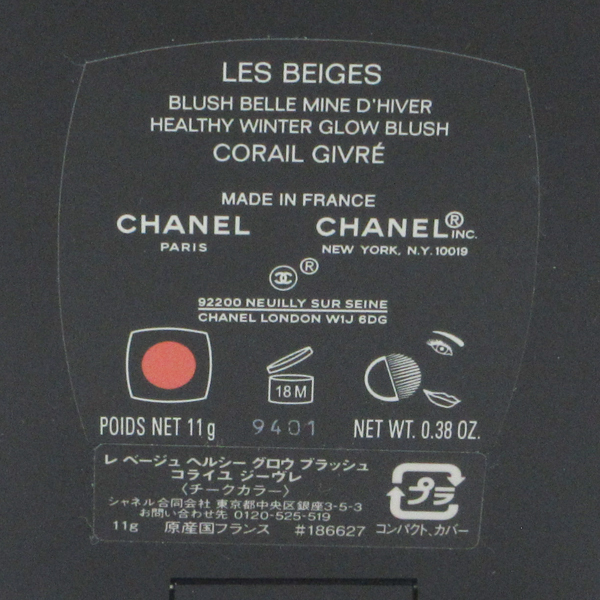 LES BEIGES
BLUSH BELLE MINE D'HIVER
HEALTHY WINTER GLOW BLUSH
CORAIL GIVRÉ
MADE IN FRANCE
CHANEL CHANEL® INC.
PARIS NEW YORK, N.Y. 10019
®
92200 NEUILLY SUR SEINE
CHANEL LONDON W1J 6DG
18 M
POIDS NET 11 g 9401 NET WT. 0.38 OZ.
レ ベージュ ヘルシー グロウ ブラッシュ
コライユ ジーヴレ
〈チークカラー〉
シャネル合同会社 東京都中央区銀座3-5-3
お問い合わせ先 0120-525-519
11g 原産国フランス #186627
プラ
コンパクト、カバー